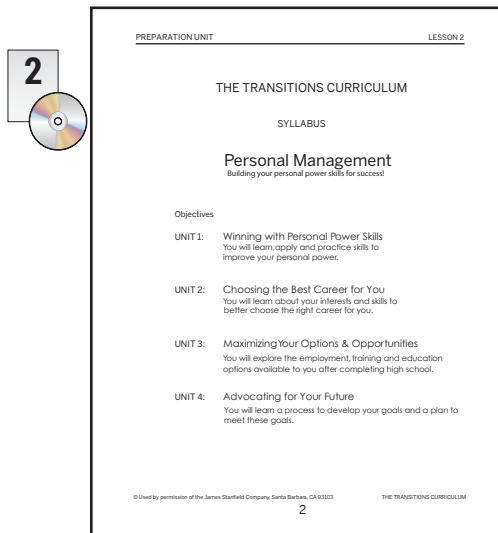 2
PREPARATION UNIT LESSON 2
THE TRANSITIONS CURRICULUM
SYLLABUS
Personal Management
Building your personal power skills for success!
Objectives
UNIT 1: Winning with Personal Power Skills
You will learn,apply and practice skills to
improve your personal power.
UNIT 2: Choosing the Best Career for You
You will learn about your interests and skills to
better choose the right career for you.
UNIT 3: MaximizingYour Options & Opportunities
You will explore the employment,training and education
options available to you after completing high school.
UNIT 4: Advocating for Your Future
You will learn a process to develop your goals and a plan to
meet these goals.
© Used by permission of the James Stanfield Company, Santa Barbara, CA 93103 THE TRANSITIONS CURRICULUM
2